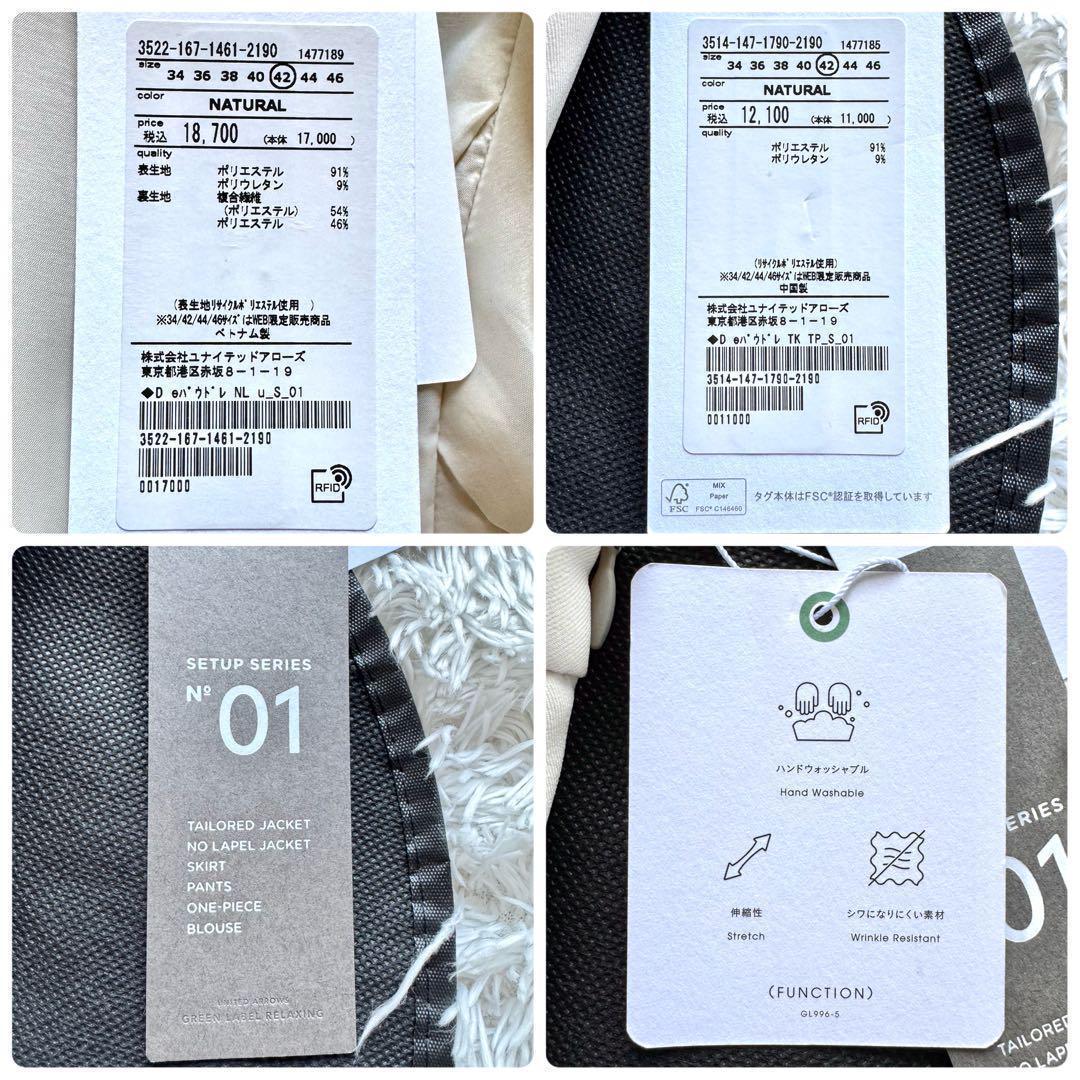 3522-167-1461-2190 1477189
size
34 36 38 40 42 44 46
color
NATURAL
price
税込 18,700 (本体 17,000 )
quality
表生地 ポリエステル 91%
ポリウレタン 9%
裏生地 複合繊維
(ポリエステル) 54%
ポリエステル 46%
(表生地リサイクルポリエステル使用 )
※34/42/44/46サイズはWEB限定販売商品
ベトナム製
株式会社ユナイテッドアローズ
東京都港区赤坂8-1-19
◆D eパウドレ NL u_S_01
3522-167-1461-2190
0017000
RFID
3514-147-1790-2190 1477185
size
34 36 38 40 42 44 46
color
NATURAL
price
税込 12,100 (本体 11,000 )
quality
ポリエステル 91%
ポリウレタン 9%
(リサイクルポリエステル使用)
※34/42/44/46サイズはWEB限定販売商品
中国製
株式会社ユナイテッドアローズ
東京都港区赤坂8-1-19
◆D eパウドレ TK TP_S_01
3514-147-1790-2190
0011000
RFID
FSC
MIX
Paper
FSC® C146460
タグ本体はFSC®認証を取得しています
SETUP SERIES
Nº 01
TAILORED JACKET
NO LAPEL JACKET
SKIRT
PANTS
ONE-PIECE
BLOUSE
UNITED ARROWS
GREEN LABEL RELAXING
ハンドウォッシャブル
Hand Washable
伸縮性
Stretch
シワになりにくい素材
Wrinkle Resistant
(FUNCTION)
GL996-5
ERIES
01
TAILORED
NO LAP